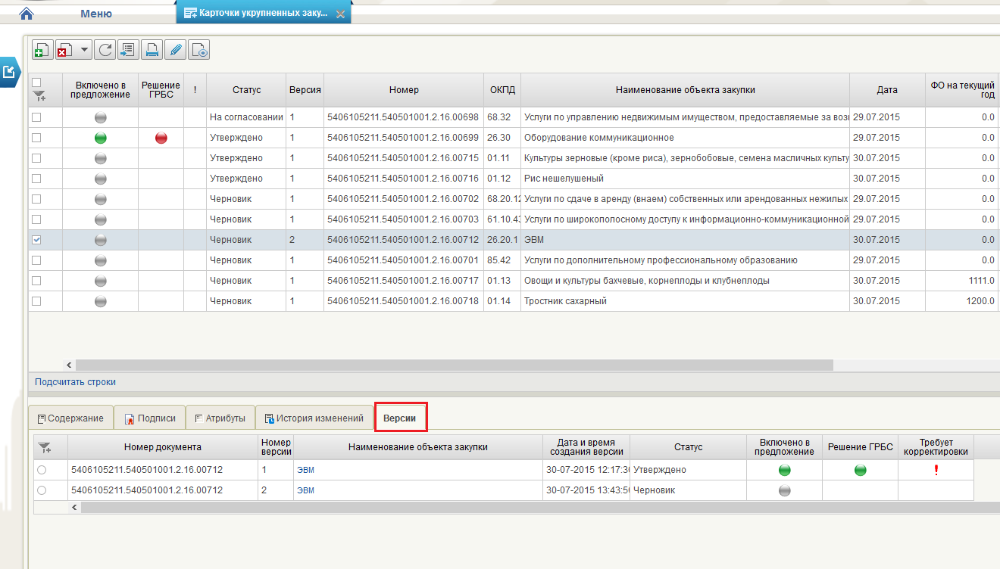 Меню
Карточки укрупненных заку...
Включено в предложение Решение ГРБС ! Статус Версия Номер ОКПД Наименование объекта закупки Дата ФО на текущий год
На согласовании 1 5406105211.540501001.2.16.00698 68.32 Услуги по управлению недвижимым имуществом, предоставляемые за 29.07.2015 0.0
Утверждено 1 5406105211.540501001.2.16.00699 26.30 Оборудование коммуникационное 29.07.2015 0.0
Утверждено 1 5406105211.540501001.2.16.00715 01.11 Культуры зерновые (кроме риса), зернобобовые, семена масличных 30.07.2015 0.0
Утверждено 1 5406105211.540501001.2.16.00716 01.12 Рис нешелушеный 30.07.2015 0.0
Черновик 1 5406105211.540501001.2.16.00702 68.20.12 Услуги по сдаче в аренду (внаем) собственных или арендованных нежилых 29.07.2015 0.0
Черновик 1 5406105211.540501001.2.16.00703 61.10.43 Услуги по широкополосному доступу к информационно-коммуникационной 29.07.2015 0.0
Черновик 2 5406105211.540501001.2.16.00712 26.20.1 ЭВМ 30.07.2015 0.0
Черновик 1 5406105211.540501001.2.16.00701 85.42 Услуги по дополнительному профессиональному образованию 29.07.2015 0.0
Черновик 1 5406105211.540501001.2.16.00717 01.13 Овощи и культуры бахчевые, корнеплоды и клубнеплоды 30.07.2015 1111.0
Черновик 1 5406105211.540501001.2.16.00718 01.14 Тростник сахарный 30.07.2015 1200.0
Подсчитать строки
Содержание Подписи Атрибуты История изменений Версии
Номер документа Номер версии Наименование объекта закупки Дата и время создания версии Статус Включено в предложение Решение ГРБС Требует корректировки
5406105211.540501001.2.16.00712 1 ЭВМ 30-07-2015 12:17:30 Утверждено !
5406105211.540501001.2.16.00712 2 ЭВМ 30-07-2015 13:43:50 Черновик